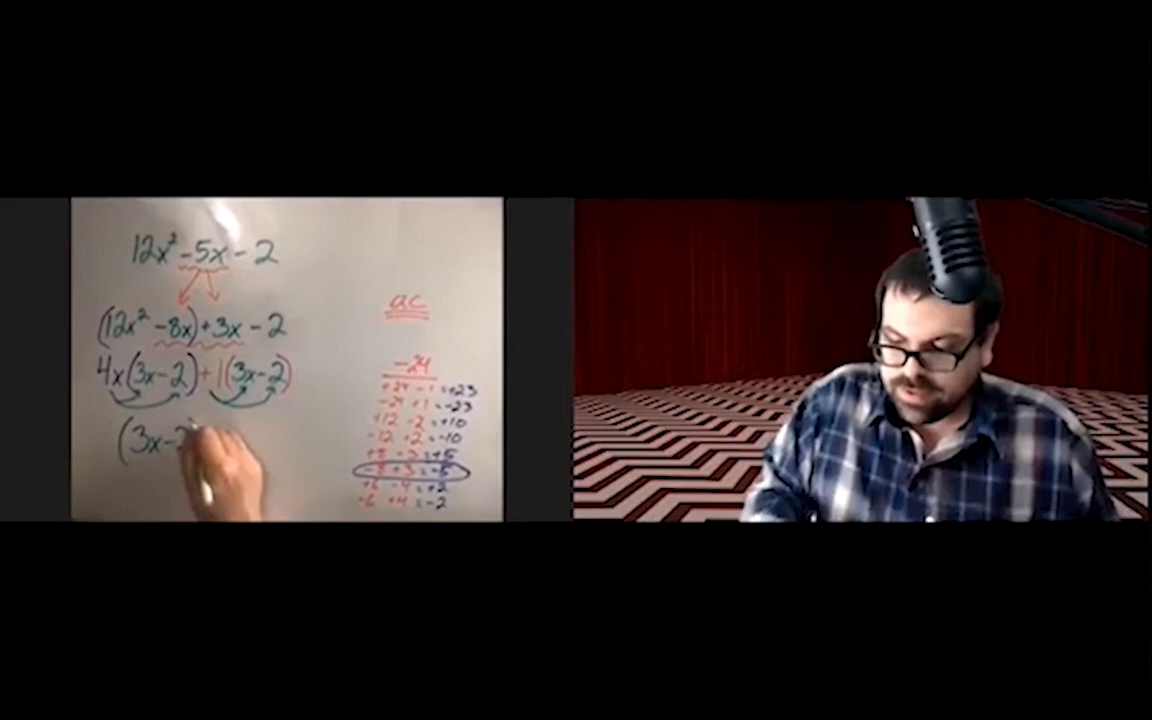 12x² - 5x - 2
(12x² - 8x) + 3x - 2
4x(3x - 2) + 1(3x - 2)
(3x - 2
ac
-24
+24 -1 = +23
-24 +1 = -23
+12 -2 = +10
-12 +2 = -10
+8 -3 = +5
-8 +3 = -5
+6 -4 = +2
-6 +4 = -2